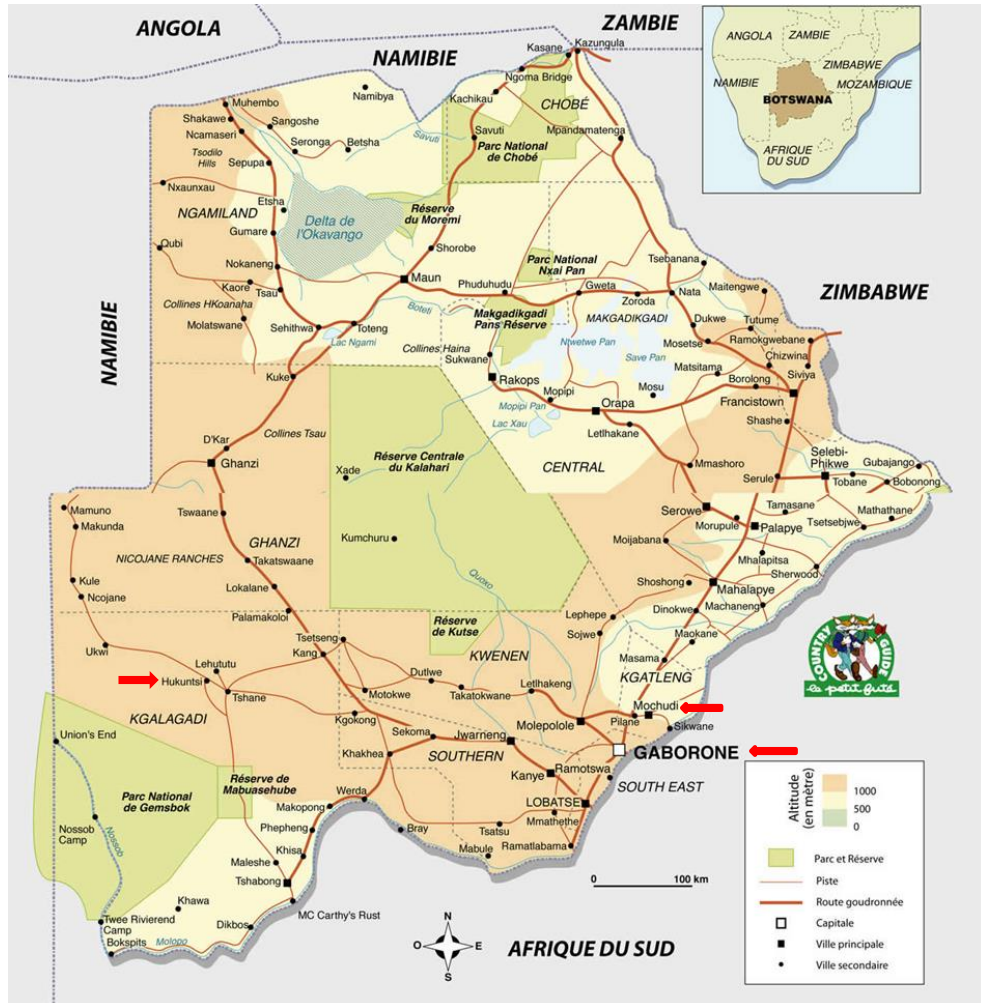 ANGOLA
ZAMBIE
NAMIBIE
Kasane
Kazungula
Ngoma Bridge
Kachikau
CHOBÉ
Namibya
Muhembo
Shakawe
Sangoshe
Ncamaseri
Savuti
Savuti
Mpandamatenga
Tsodilo
Hills
Seronga
Betsha
Parc National
de Chobé
Sepupa
Nxaunxau
Etsha
NGAMILAND
Delta de
l'Okavango
Réserve
du Moremi
Gumare
Qubi
Shorobe
Nokaneng
Parc National
Nxai Pan
Tsebanana
Maun
Kaore
Tsau
Phuduhudu
Gweta
Zoroda
Nata
Maitengwe
ZIMBABWE
Collines HKoanaha
Boteti
Makgadikgadi
Pans Réserve
MAKGADIKGADI
Dukwe
Tutume
Molatswane
Sehithwa
Toteng
Mosetse
Ramokgwebane
Lac Ngami
Collines Haina
Ntwetwe Pan
Save Pan
Chizwina
Sukwane
Matsitama
Siviya
NAMIBIE
Kuke
Rakops
Mopipi
Mosu
Borolong
Mopipi Pan
Orapa
Francistown
Lac Xau
Letlhakane
Shashe
D'Kar
Collines Tsau
Ghanzi
Réserve Centrale
du Kalahari
Xade
CENTRAL
Mmashoro
Selebi-
Phikwe
Gubajango
Serule
Tobane
Bobonong
Mamuno
Tswaane
Serowe
Tamasane
Mathathane
Makunda
Morupule
Palapye
Tsetsebjwe
GHANZI
Kumchuru
Moijabana
NICOJANE RANCHES
Takatswaane
Mhalapitsa
Sherwood
Kule
Lokalane
Quoxo
Shoshong
Mahalapye
Ncojane
Palamakoloi
Lephepe
Dinokwe
Machaneng
Réserve
de Kutse
Tsetseng
Sojwe
Maokane
Ukwi
Kang
KWENEN
Masama
Lehututu
Hukuntsi
Dutlwe
Letlhakeng
KGATLENG
Tshane
Motokwe
Takatokwane
Mochudi
KGALAGADI
Kgokong
Molepolole
Pilane
Sikwane
Union's End
Sekoma
Jwarneng
GABORONE
Khakhea
SOUTHERN
Ramotswa
Kanye
Réserve de
Mabuasehube
SOUTH EAST
Parc National
de Gemsbok
Werda
LOBATSE
Makopong
Mmathethe
Nossob
Camp
Nossob
Phepheng
Bray
Tsatsu
Khisa
Mabule
Ramatlabama
Maleshe
Tshabong
Khawa
MC Carthy's Rust
Twee Rivierend
Camp
Dikbos
Bokspits
Molopo
AFRIQUE DU SUD
N
O
E
S
0
100 km
ANGOLA
ZAMBIE
ZIMBABWE
NAMIBIE
MOZAMBIQUE
BOTSWANA
AFRIQUE
DU SUD
COUNTRY
GUIDE
le petit futé
Altitude
(en mètre)
1000
500
0
Parc et Réserve
Piste
Route goudronnée
Capitale
Ville principale
Ville secondaire